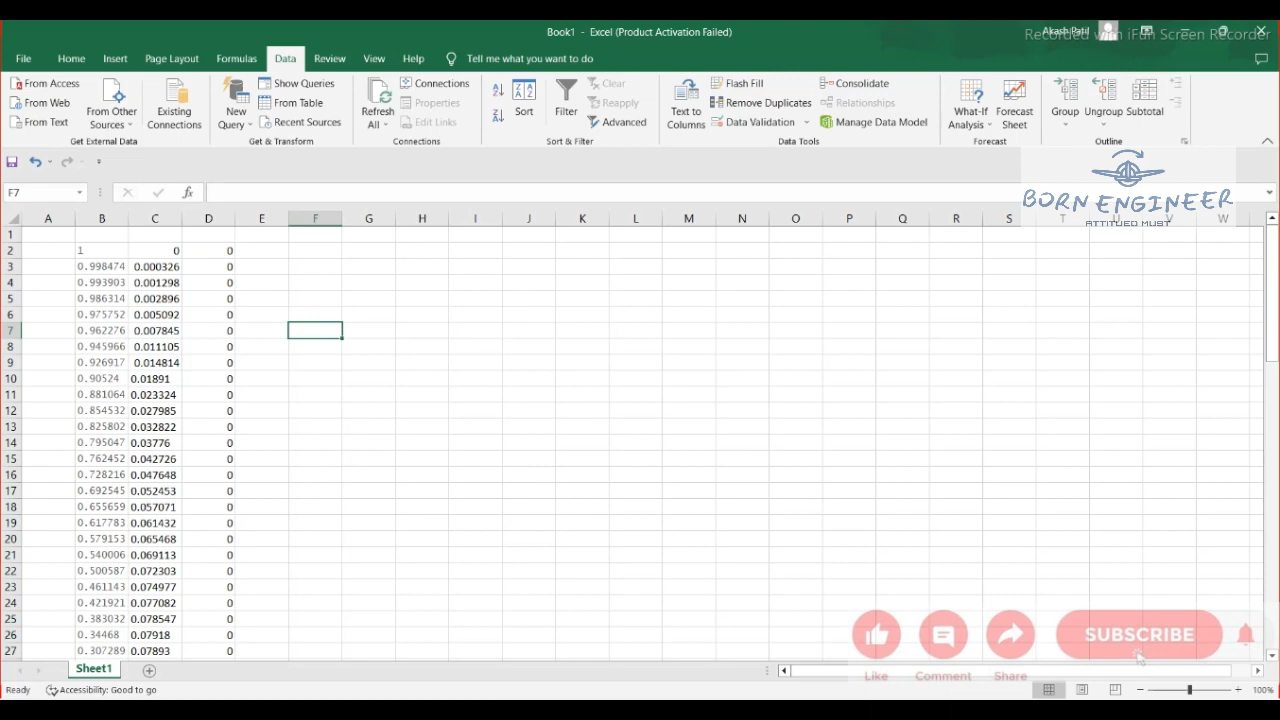 Book1 - Excel (Product Activation Failed)
Akash Patil
Recorded with iFun Screen Recorder
File Home Insert Page Layout Formulas Data Review View Help Tell me what you want to do
From Access
From Web
From Text
From Other Sources
Existing Connections
Get External Data
New Query
Show Queries
From Table
Recent Sources
Get & Transform
Refresh All
Connections
Properties
Edit Links
Connections
Sort
Filter
Clear
Reapply
Advanced
Sort & Filter
Text to Columns
Flash Fill
Remove Duplicates
Data Validation
Consolidate
Relationships
Manage Data Model
Data Tools
What-If Analysis
Forecast Sheet
Forecast
Group
Ungroup
Subtotal
Outline
BORN ENGINEER
ATTITUED MUST
F7 fx
A B C D E F G H I J K L M N O P Q R S T U V W
1
2 1 0 0
3 0.998474 0.000326 0
4 0.993903 0.001298 0
5 0.986314 0.002896 0
6 0.975752 0.005092 0
7 0.962276 0.007845 0
8 0.945966 0.011105 0
9 0.926917 0.014814 0
10 0.90524 0.01891 0
11 0.881064 0.023324 0
12 0.854532 0.027985 0
13 0.825802 0.032822 0
14 0.795047 0.03776 0
15 0.762452 0.042726 0
16 0.728216 0.047648 0
17 0.692545 0.052453 0
18 0.655659 0.057071 0
19 0.617783 0.061432 0
20 0.579153 0.065468 0
21 0.540006 0.069113 0
22 0.500587 0.072303 0
23 0.461143 0.074977 0
24 0.421921 0.077082 0
25 0.383032 0.078547 0
26 0.34468 0.07918 0
27 0.307289 0.07893 0
SUBSCRIBE
Like Comment Share
Sheet1
Ready Accessibility: Good to go
100%